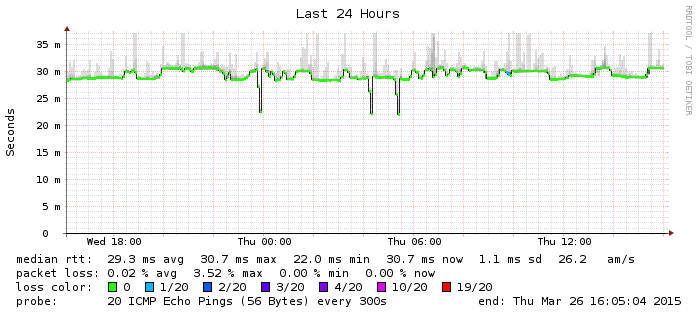 Last 24 Hours
RRDTOOL / TOBI OETIKER
Seconds
35 m
30 m
25 m
20 m
15 m
10 m
5 m
0
Wed 18:00 Thu 00:00 Thu 06:00 Thu 12:00
median rtt: 29.3 ms avg 30.7 ms max 22.0 ms min 30.7 ms now 1.1 ms sd 26.2 am/s
packet loss: 0.02 % avg 3.52 % max 0.00 % min 0.00 % now
loss color: 0 1/20 2/20 3/20 4/20 10/20 19/20
probe: 20 ICMP Echo Pings (56 Bytes) every 300s end: Thu Mar 26 16:05:04 2015